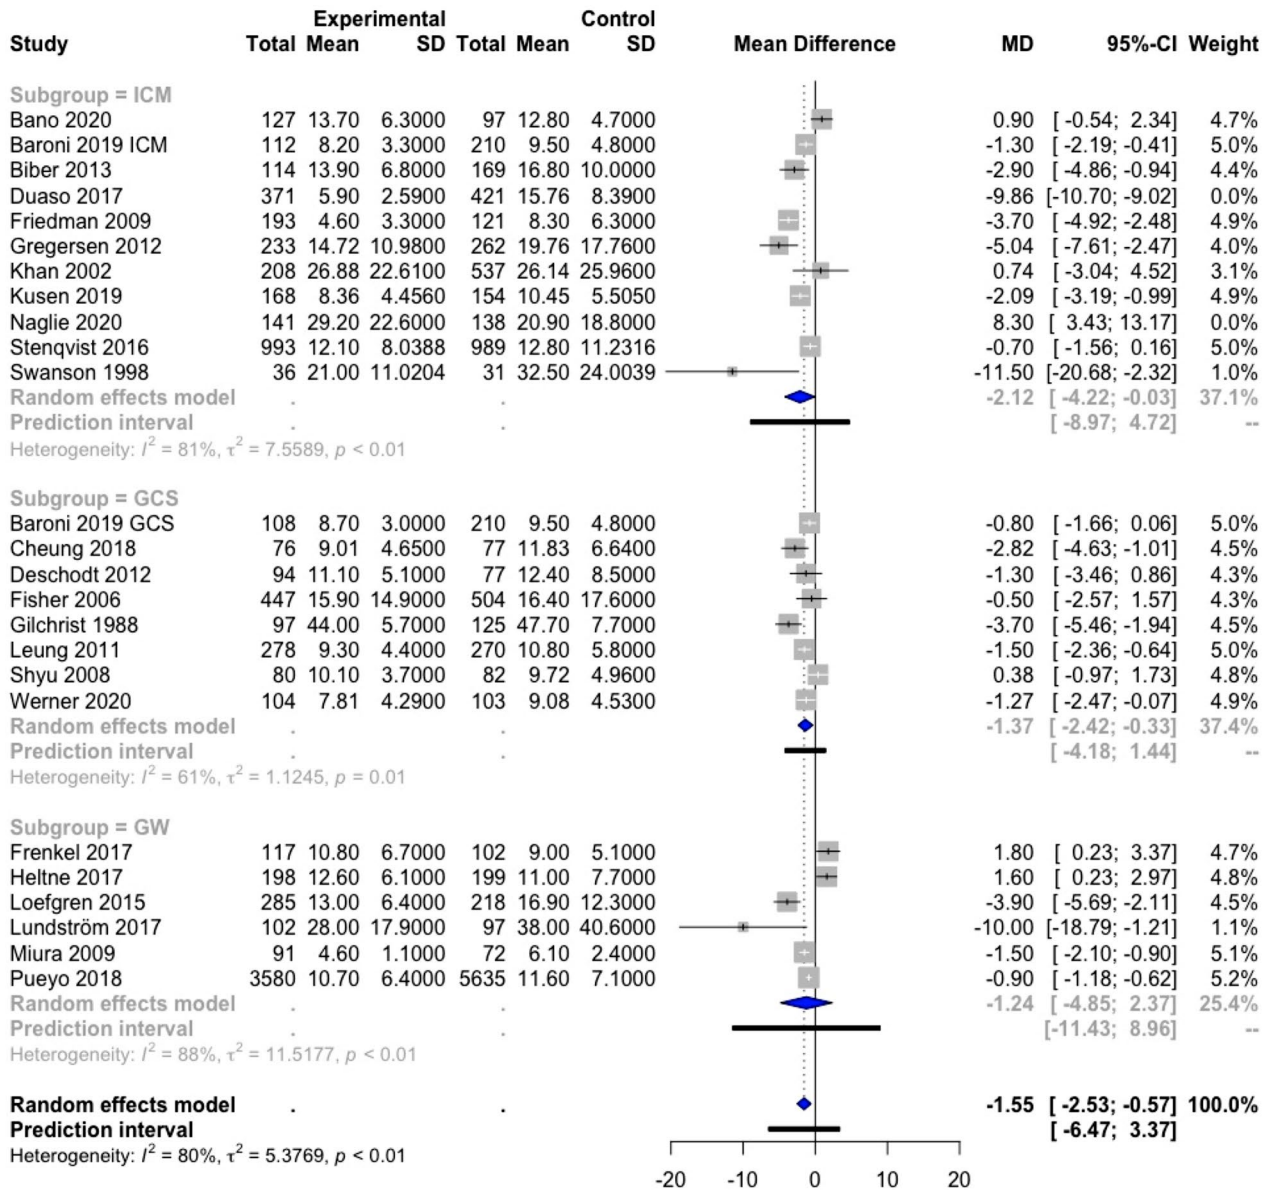 Experimental Control
Study Total Mean SD Total Mean SD Mean Difference MD 95%-CI Weight
Subgroup = ICM
Bano 2020 127 13.70 6.3000 97 12.80 4.7000 0.90 [ -0.54; 2.34] 4.7%
Baroni 2019 ICM 112 8.20 3.3000 210 9.50 4.8000 -1.30 [ -2.19; -0.41] 5.0%
Biber 2013 114 13.90 6.8000 169 16.80 10.0000 -2.90 [ -4.86; -0.94] 4.4%
Duaso 2017 371 5.90 2.5900 421 15.76 8.3900 -9.86 [-10.70; -9.02] 0.0%
Friedman 2009 193 4.60 3.3000 121 8.30 6.3000 -3.70 [ -4.92; -2.48] 4.9%
Gregersen 2012 233 14.72 10.9800 262 19.76 17.7600 -5.04 [ -7.61; -2.47] 4.0%
Khan 2002 208 26.88 22.6100 537 26.14 25.9600 0.74 [ -3.04; 4.52] 3.1%
Kusen 2019 168 8.36 4.4560 154 10.45 5.5050 -2.09 [ -3.19; -0.99] 4.9%
Naglie 2020 141 29.20 22.6000 138 20.90 18.8000 8.30 [ 3.43; 13.17] 0.0%
Stenqvist 2016 993 12.10 8.0388 989 12.80 11.2316 -0.70 [ -1.56; 0.16] 5.0%
Swanson 1998 36 21.00 11.0204 31 32.50 24.0039 -11.50 [-20.68; -2.32] 1.0%
Random effects model . . -2.12 [ -4.22; -0.03] 37.1%
Prediction interval . . [ -8.97; 4.72] --
Heterogeneity: I² = 81%, τ² = 7.5589, p < 0.01
Subgroup = GCS
Baroni 2019 GCS 108 8.70 3.0000 210 9.50 4.8000 -0.80 [ -1.66; 0.06] 5.0%
Cheung 2018 76 9.01 4.6500 77 11.83 6.6400 -2.82 [ -4.63; -1.01] 4.5%
Deschodt 2012 94 11.10 5.1000 77 12.40 8.5000 -1.30 [ -3.46; 0.86] 4.3%
Fisher 2006 447 15.90 14.9000 504 16.40 17.6000 -0.50 [ -2.57; 1.57] 4.3%
Gilchrist 1988 97 44.00 5.7000 125 47.70 7.7000 -3.70 [ -5.46; -1.94] 4.5%
Leung 2011 278 9.30 4.4000 270 10.80 5.8000 -1.50 [ -2.36; -0.64] 5.0%
Shyu 2008 80 10.10 3.7000 82 9.72 4.9600 0.38 [ -0.97; 1.73] 4.8%
Werner 2020 104 7.81 4.2900 103 9.08 4.5300 -1.27 [ -2.47; -0.07] 4.9%
Random effects model . . -1.37 [ -2.42; -0.33] 37.4%
Prediction interval . . [ -4.18; 1.44] --
Heterogeneity: I² = 61%, τ² = 1.1245, p = 0.01
Subgroup = GW
Frenkel 2017 117 10.80 6.7000 102 9.00 5.1000 1.80 [ 0.23; 3.37] 4.7%
Heltne 2017 198 12.60 6.1000 199 11.00 7.7000 1.60 [ 0.23; 2.97] 4.8%
Loefgren 2015 285 13.00 6.4000 218 16.90 12.3000 -3.90 [ -5.69; -2.11] 4.5%
Lundström 2017 102 28.00 17.9000 97 38.00 40.6000 -10.00 [-18.79; -1.21] 1.1%
Miura 2009 91 4.60 1.1000 72 6.10 2.4000 -1.50 [ -2.10; -0.90] 5.1%
Pueyo 2018 3580 10.70 6.4000 5635 11.60 7.1000 -0.90 [ -1.18; -0.62] 5.2%
Random effects model . . -1.24 [ -4.85; 2.37] 25.4%
Prediction interval . . [-11.43; 8.96] --
Heterogeneity: I² = 88%, τ² = 11.5177, p < 0.01
Random effects model . . -1.55 [ -2.53; -0.57] 100.0%
Prediction interval [ -6.47; 3.37]
Heterogeneity: I² = 80%, τ² = 5.3769, p < 0.01
-20 -10 0 10 20